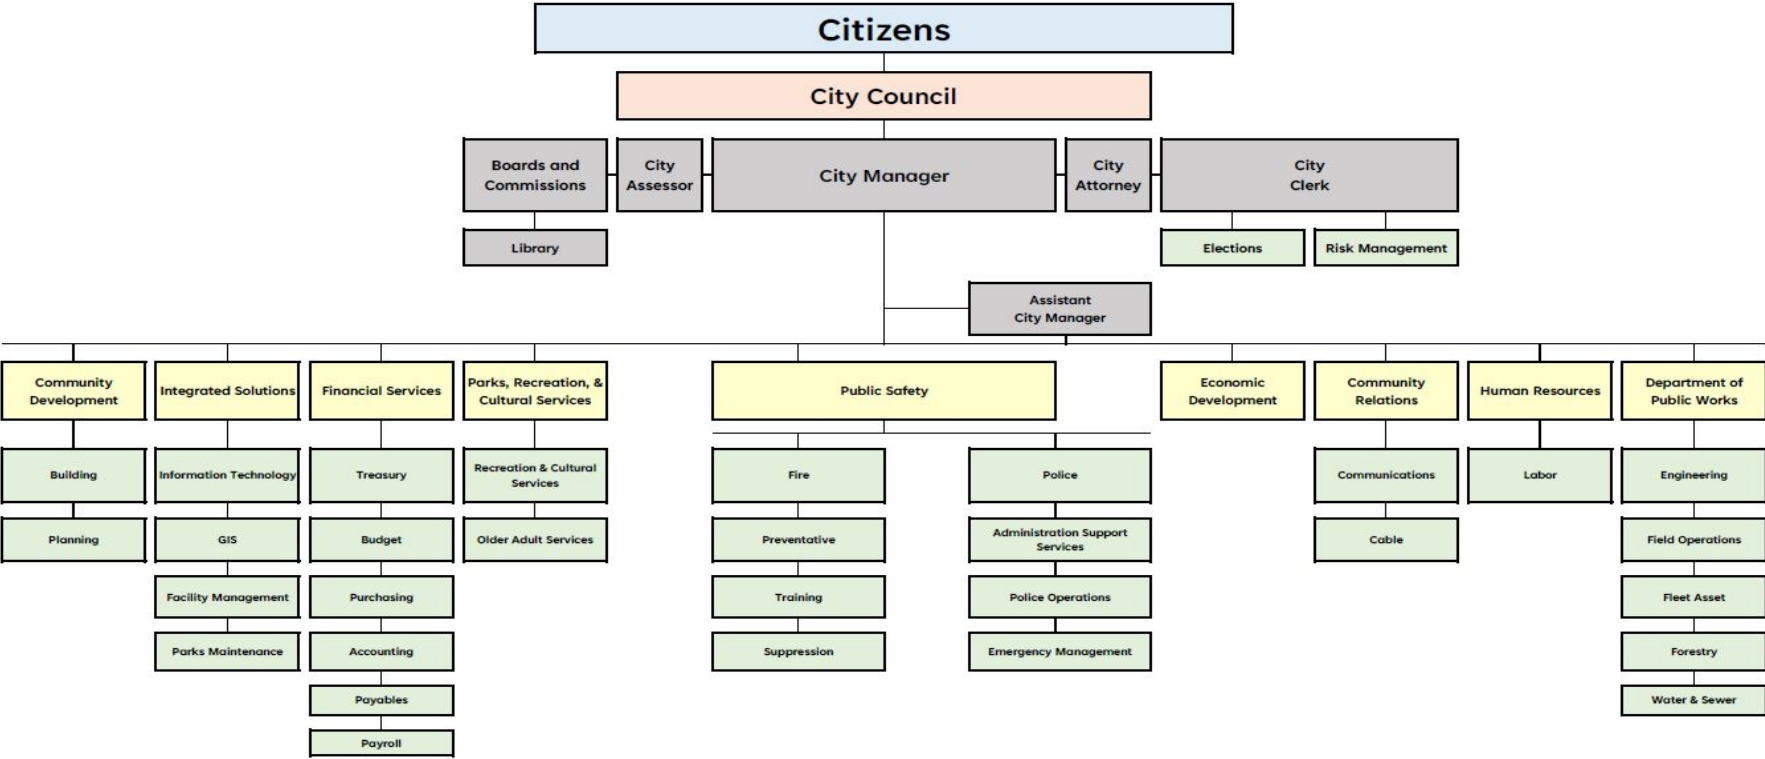 Citizens
City Council
Boards and
Commissions
City
Assessor
City Manager
City
Attorney
City
Clerk
Library
Elections
Risk Management
Assistant
City Manager
Community
Development
Integrated Solutions
Financial Services
Parks, Recreation, &
Cultural Services
Public Safety
Economic
Development
Community
Relations
Human Resources
Department of
Public Works
Building
Information Technology
Treasury
Recreation & Cultural
Services
Fire
Police
Communications
Labor
Engineering
Planning
GIS
Budget
Older Adult Services
Preventative
Administration Support
Services
Cable
Field Operations
Facility Management
Purchasing
Training
Police Operations
Fleet Asset
Parks Maintenance
Accounting
Suppression
Emergency Management
Forestry
Payables
Water & Sewer
Payroll